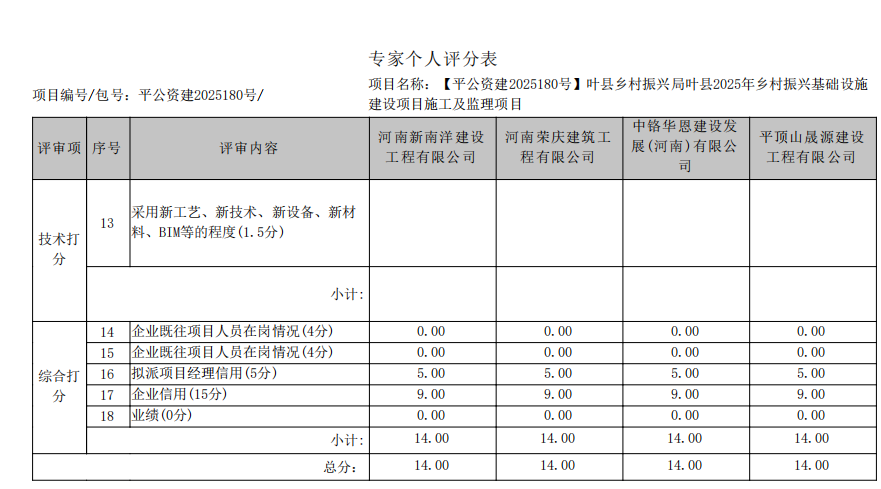 专家个人评分表
项目编号/包号：平公资建2025180号/
项目名称：【平公资建2025180号】叶县乡村振兴局叶县2025年乡村振兴基础设施
建设项目施工及监理项目
评审项 序号 评审内容 河南新南洋建设工程有限公司 河南荣庆建筑工程有限公司 中铬华恩建设发展(河南)有限公司 平顶山晟源建设工程有限公司
技术打分
13 采用新工艺、新技术、新设备、新材
料、BIM等的程度(1.5分)
小计:
综合打分
14 企业既往项目人员在岗情况(4分) 0.00 0.00 0.00 0.00
15 企业既往项目人员在岗情况(4分) 0.00 0.00 0.00 0.00
16 拟派项目经理信用(5分) 5.00 5.00 5.00 5.00
17 企业信用(15分) 9.00 9.00 9.00 9.00
18 业绩(0分) 0.00 0.00 0.00 0.00
小计: 14.00 14.00 14.00 14.00
总分: 14.00 14.00 14.00 14.00